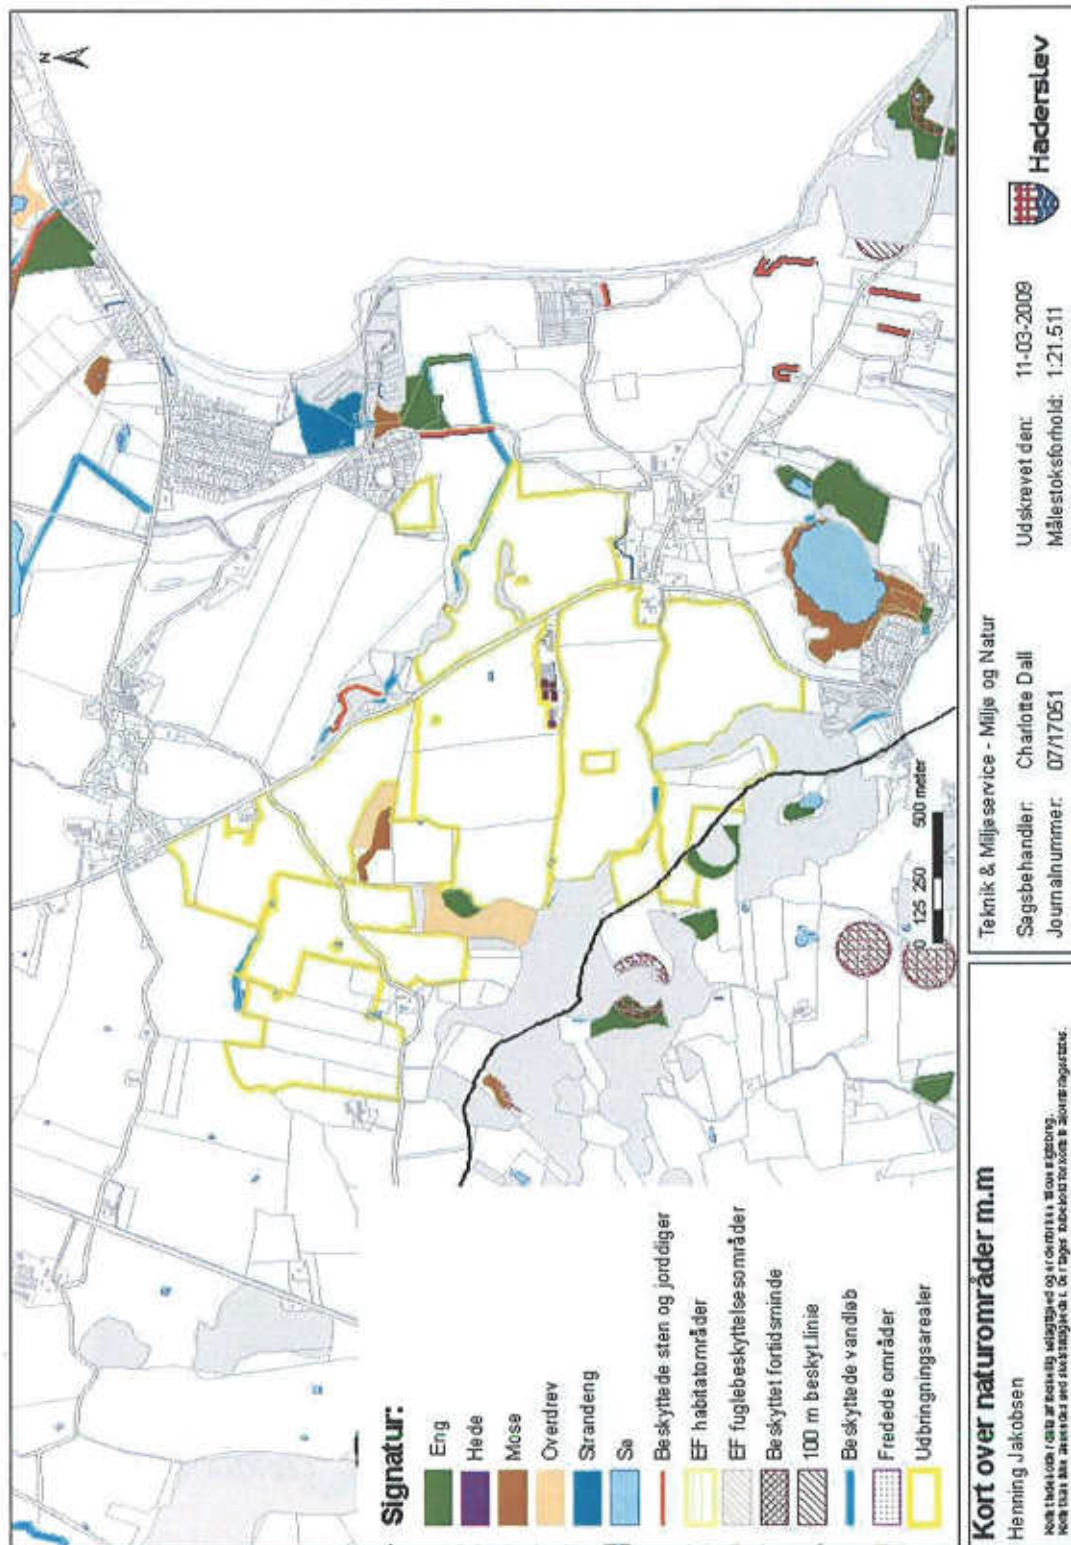 N
0 125 250 500 meter
Signatur:
Eng
Hede
Mose
Overdrev
Strandeng
Sø
Beskyttede sten og jorddiger
EF habitatområder
EF fuglebeskyttelsesområder
Beskyttet fortidsminde
100 m beskyt.linie
Beskyttede vandløb
Fredede områder
Udbringningsarealer
Kort over naturområder m.m
Henning Jakobsen
Teknik & Miljøservice - Miljø og Natur
Sagsbehandler: Charlotte Dall
Journalnummer: 07/17051
Udskrevet den: 11-03-2009
Målestoksforhold: 1:21.511
Haderslev